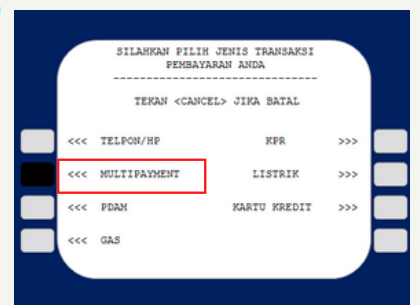 SILAHKAN PILIH JENIS TRANSAKSI
PEMBAYARAN ANDA
--------------------------------
TEKAN <CANCEL> JIKA BATAL
<<< TELPON/HP KPR >>>
<<< MULTIPAYMENT LISTRIK >>>
<<< PDAM KARTU KREDIT >>>
<<< GAS